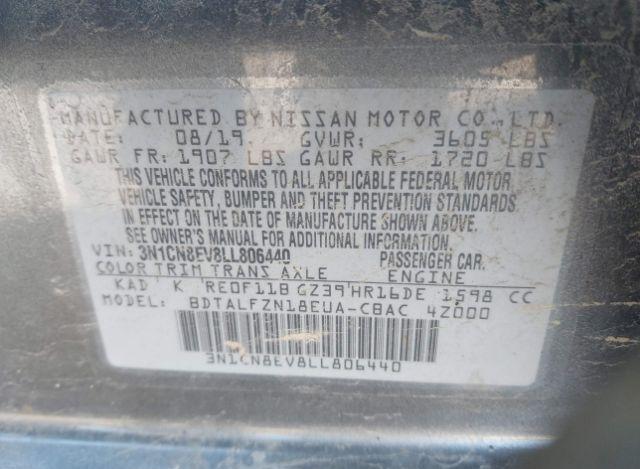 MANUFACTURED BY NISSAN MOTOR CO., LTD.
DATE: 08/19 GVWR: 3605 LBS
GAWR FR: 1907 LBS GAWR RR: 1720 LBS
THIS VEHICLE CONFORMS TO ALL APPLICABLE FEDERAL MOTOR
VEHICLE SAFETY, BUMPER AND THEFT PREVENTION STANDARDS
IN EFFECT ON THE DATE OF MANUFACTURE SHOWN ABOVE.
SEE OWNER'S MANUAL FOR ADDITIONAL INFORMATION.
VIN: 3N1CN8EV8LL806440 PASSENGER CAR.
COLOR TRIM TRANS AXLE ENGINE
KAD K RE0F11B GZ39 HR16DE 1598 CC
MODEL: BDTALFZN18EUA-CBAC 4Z000
3N1CN8EV8LL806440